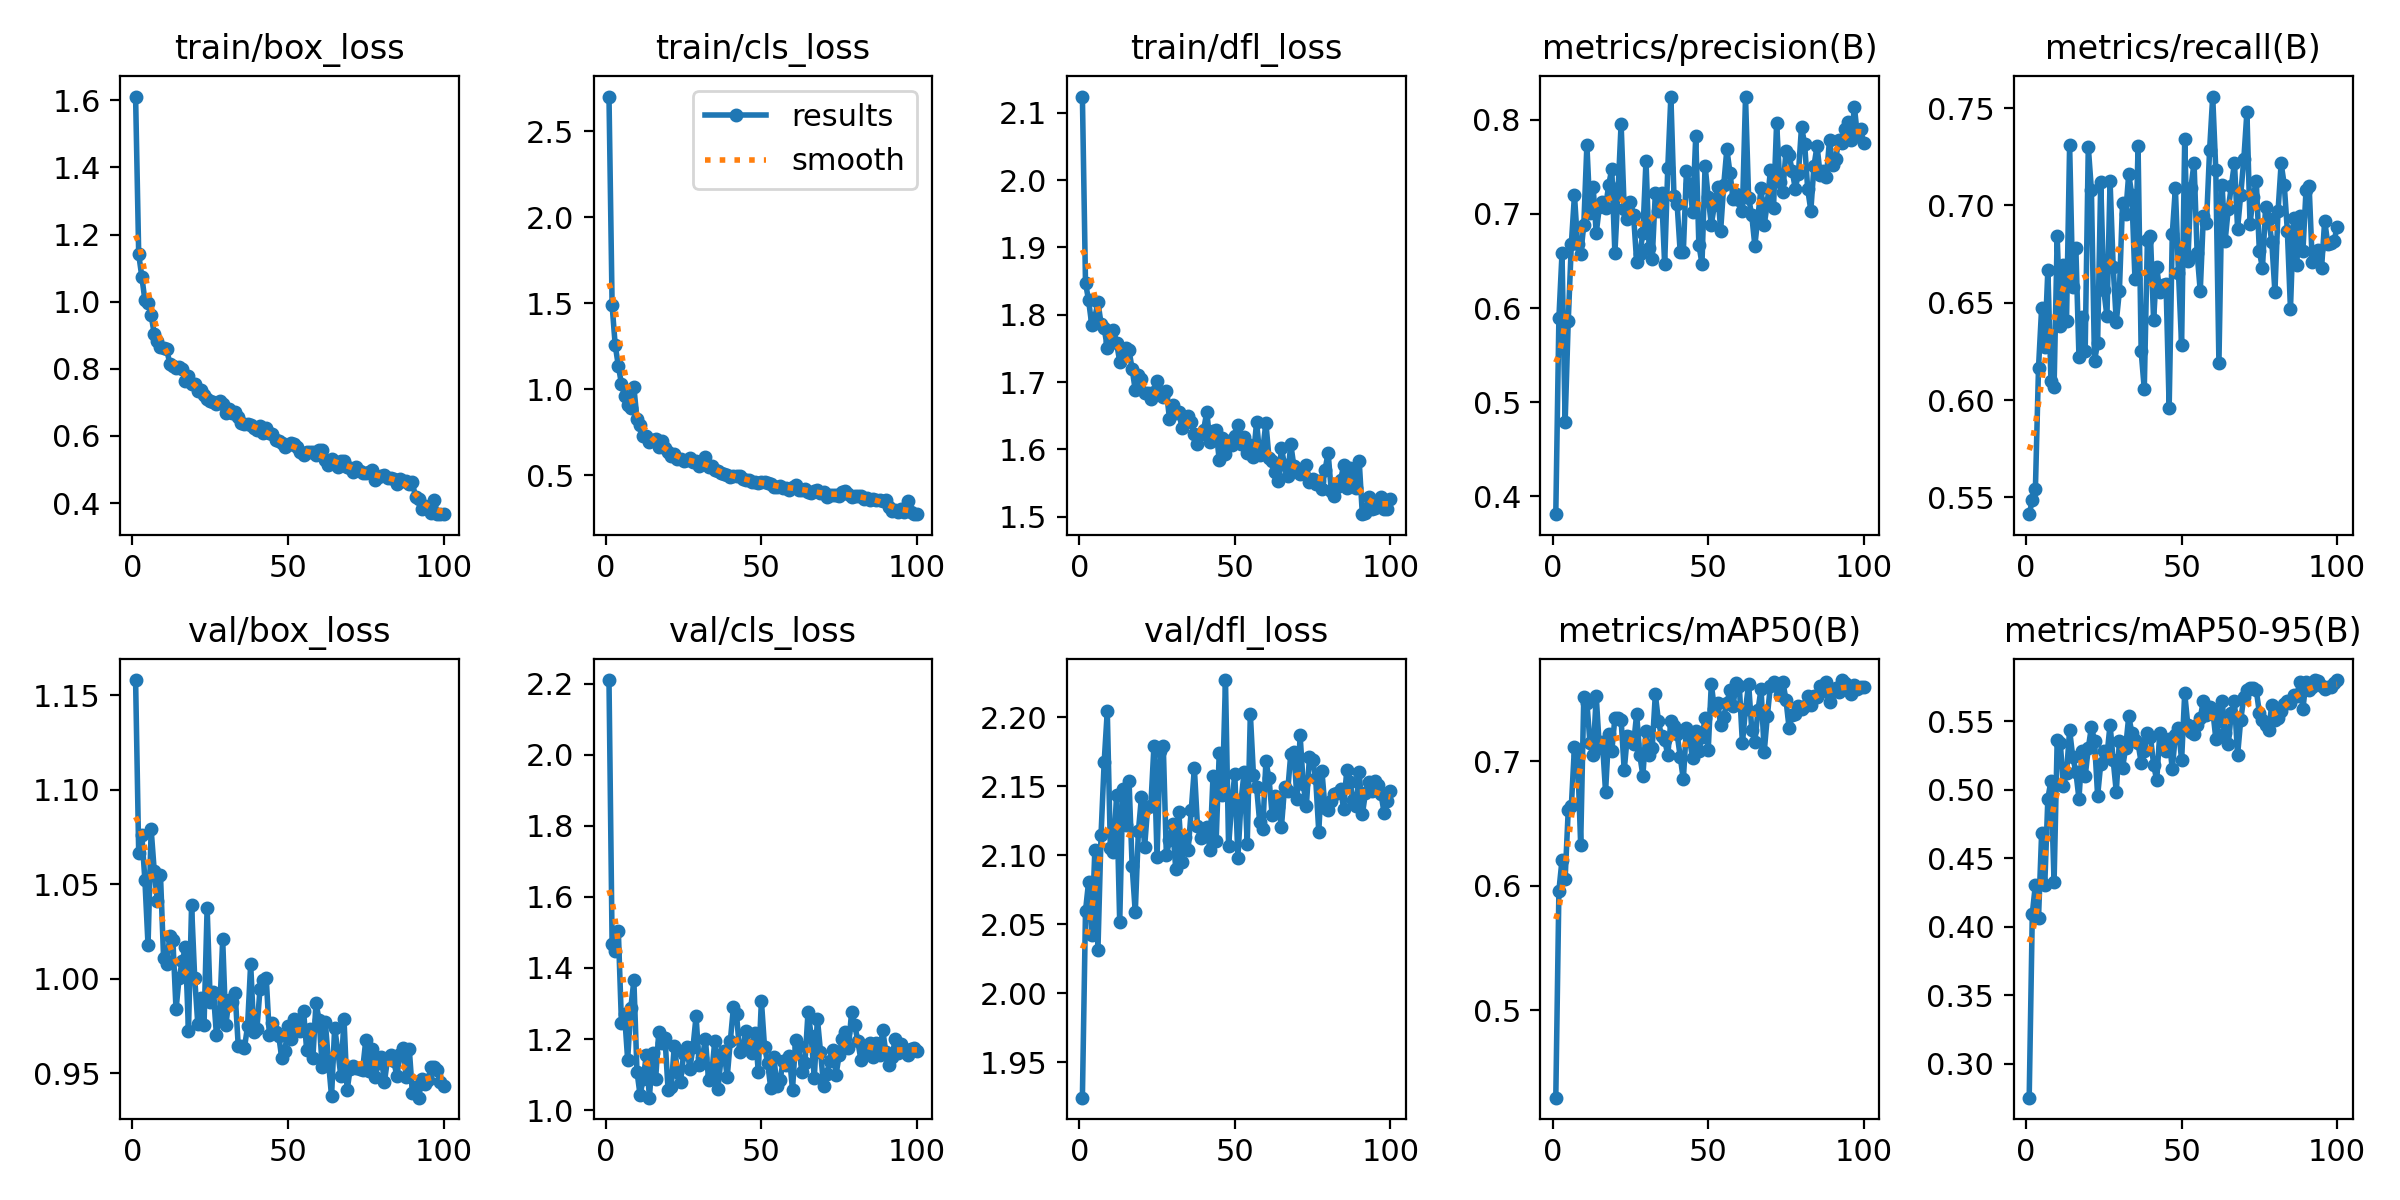 train/box_loss
1.6
1.4
1.2
1.0
0.8
0.6
0.4
0 50 100
train/cls_loss
results
smooth
2.5
2.0
1.5
1.0
0.5
0 50 100
train/dfl_loss
2.1
2.0
1.9
1.8
1.7
1.6
1.5
0 50 100
metrics/precision(B)
0.8
0.7
0.6
0.5
0.4
0 50 100
metrics/recall(B)
0.75
0.70
0.65
0.60
0.55
0 50 100
val/box_loss
1.15
1.10
1.05
1.00
0.95
0 50 100
val/cls_loss
2.2
2.0
1.8
1.6
1.4
1.2
1.0
0 50 100
val/dfl_loss
2.20
2.15
2.10
2.05
2.00
1.95
0 50 100
metrics/mAP50(B)
0.7
0.6
0.5
0 50 100
metrics/mAP50-95(B)
0.55
0.50
0.45
0.40
0.35
0.30
0 50 100